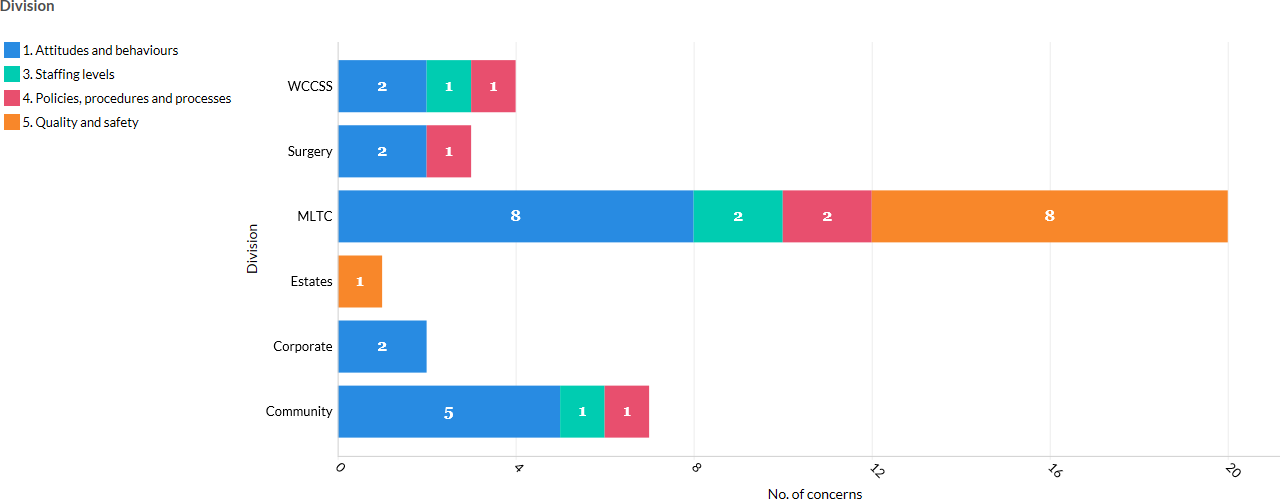 Division
1. Attitudes and behaviours
3. Staffing levels
4. Policies, procedures and processes
5. Quality and safety
Division
WCCSS 2 1 1
Surgery 2 1
MLTC 8 2 2 8
Estates 1
Corporate 2
Community 5 1 1
0 4 8 12 16 20
No. of concerns